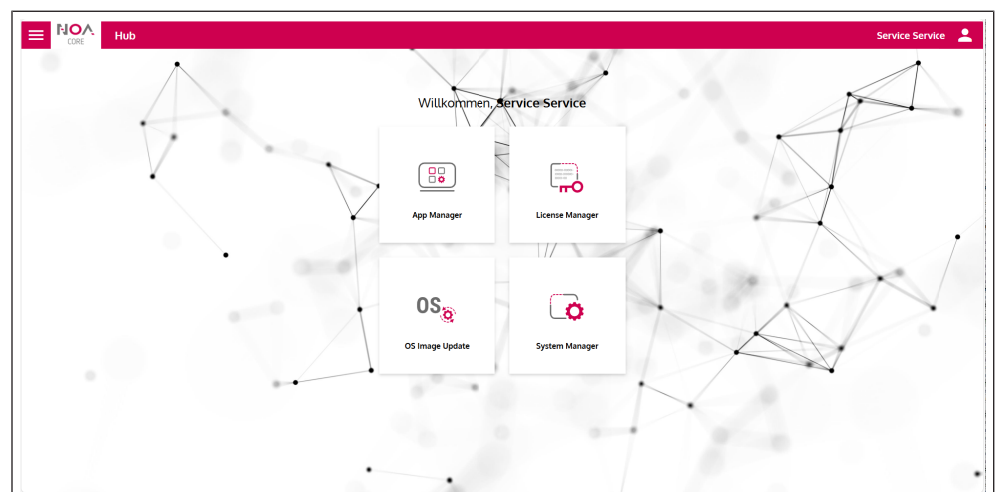 NOA.
CORE
Hub
Service Service
Willkommen, Service Service
App Manager
License Manager
OS
OS Image Update
System Manager